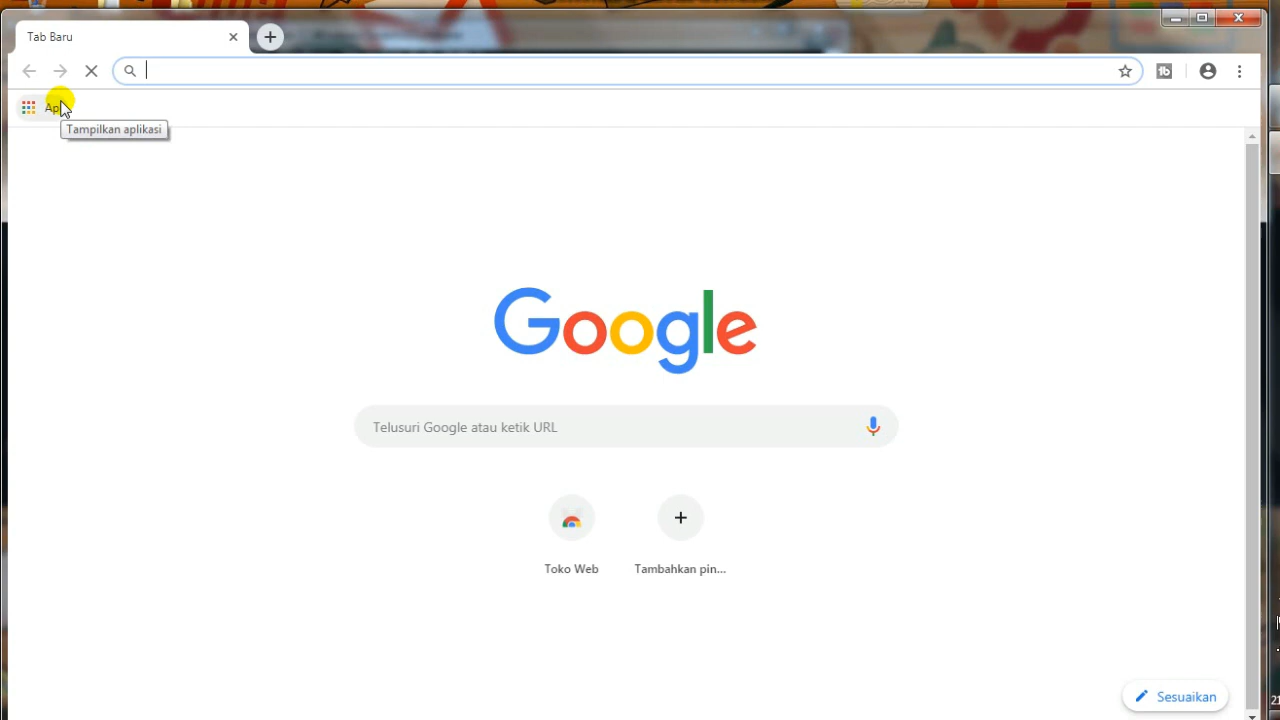 Tab Baru
Tampilkan aplikasi
Google
Telusuri Google atau ketik URL
Toko Web
Tambahkan pin...
Sesuaikan